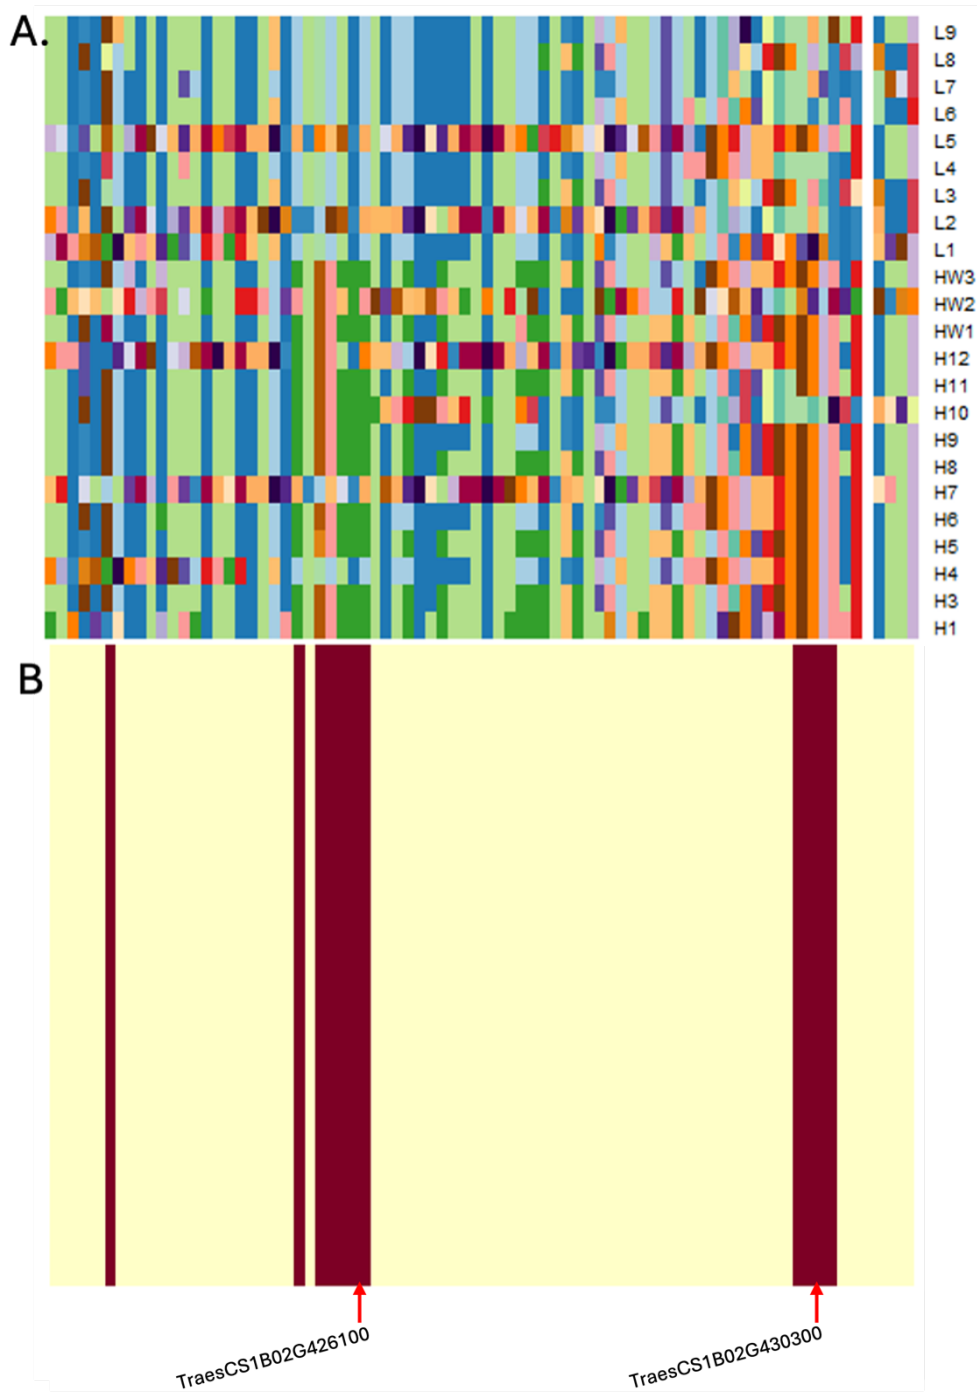 A.
L9
L8
L7
L6
L5
L4
L3
L2
L1
HW3
HW2
HW1
H12
H11
H10
H9
H8
H7
H6
H5
H4
H3
H1
B
TraesCS1B02G426100
TraesCS1B02G430300